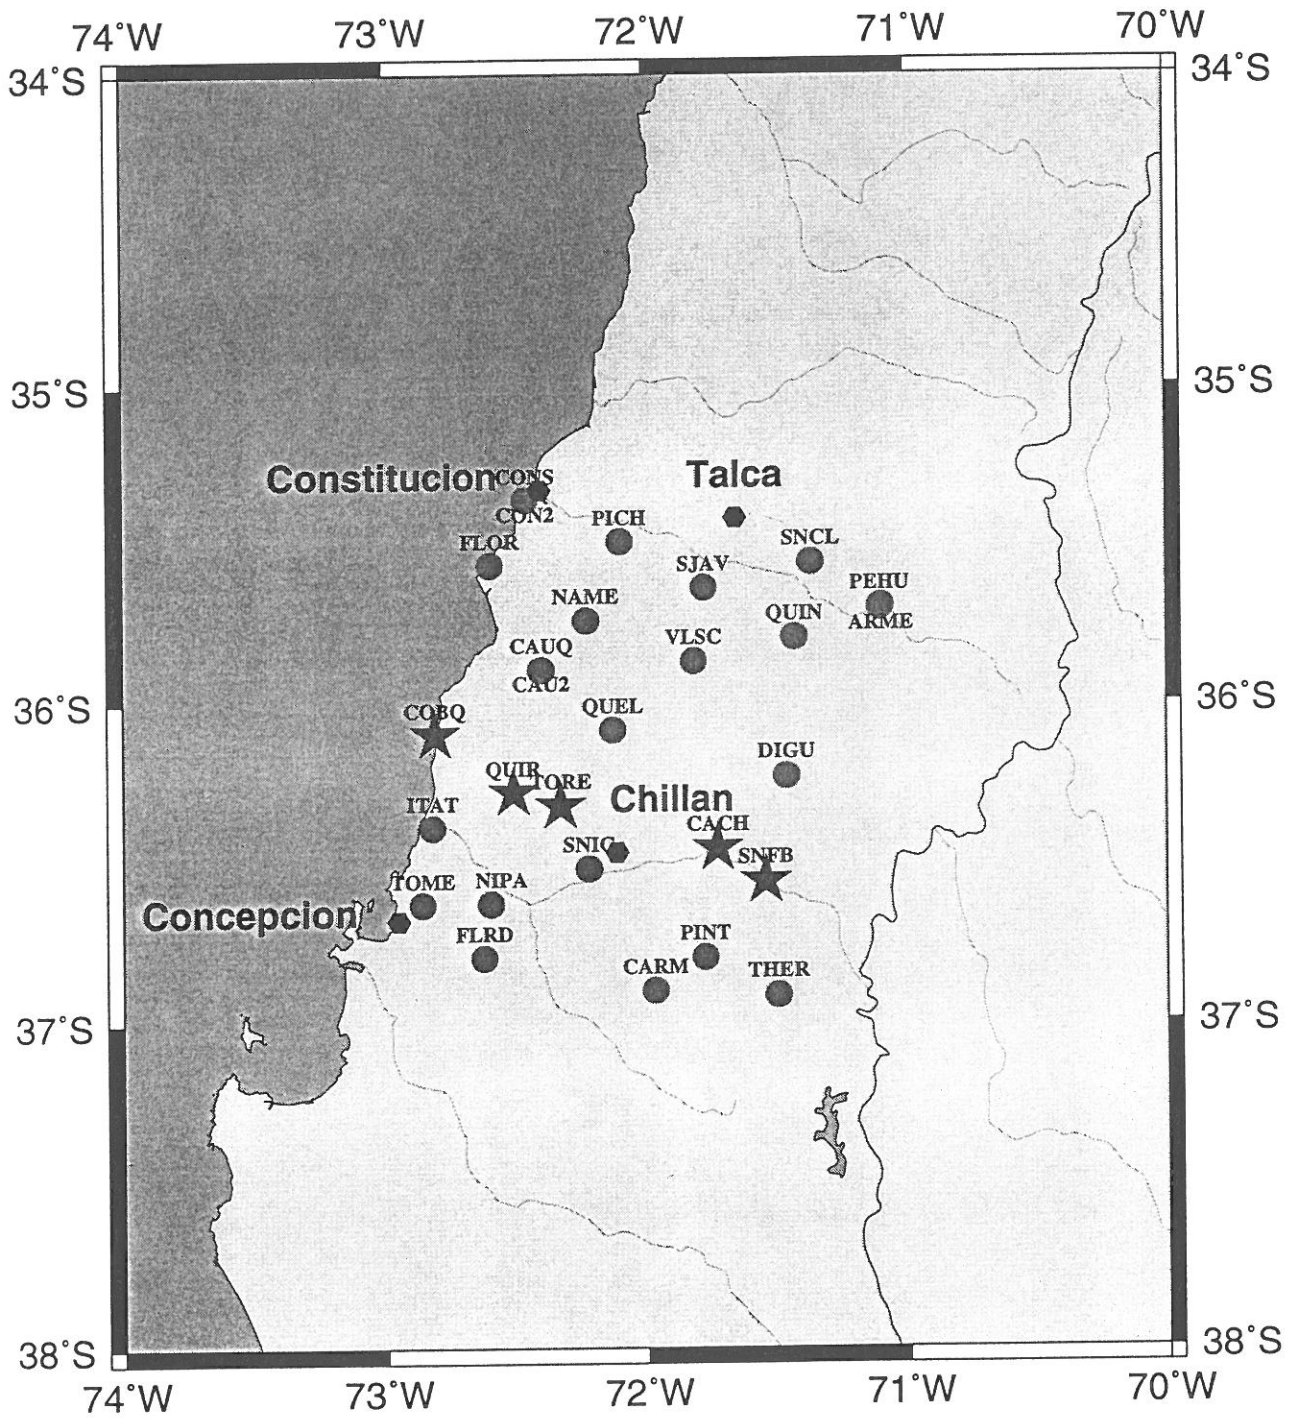 74°W 73°W 72°W 71°W 70°W
34°S 34°S
35°S 35°S
Constitucion CONS Talca
CON2 PICH
FLOR SNCL
SJAV
PEHU
NAME QUIN ARME
CAUQ VLSC
CAU2
COBQ QUEL 36°S
36°S
DIGU
QUIR TORE
ITAT Chillan
CACH
SNIC SNFB
TOME NIPA
Concepcion
FLRD PINT
CARM THER
37°S 37°S
38°S 38°S
74°W 73°W 72°W 71°W 70°W